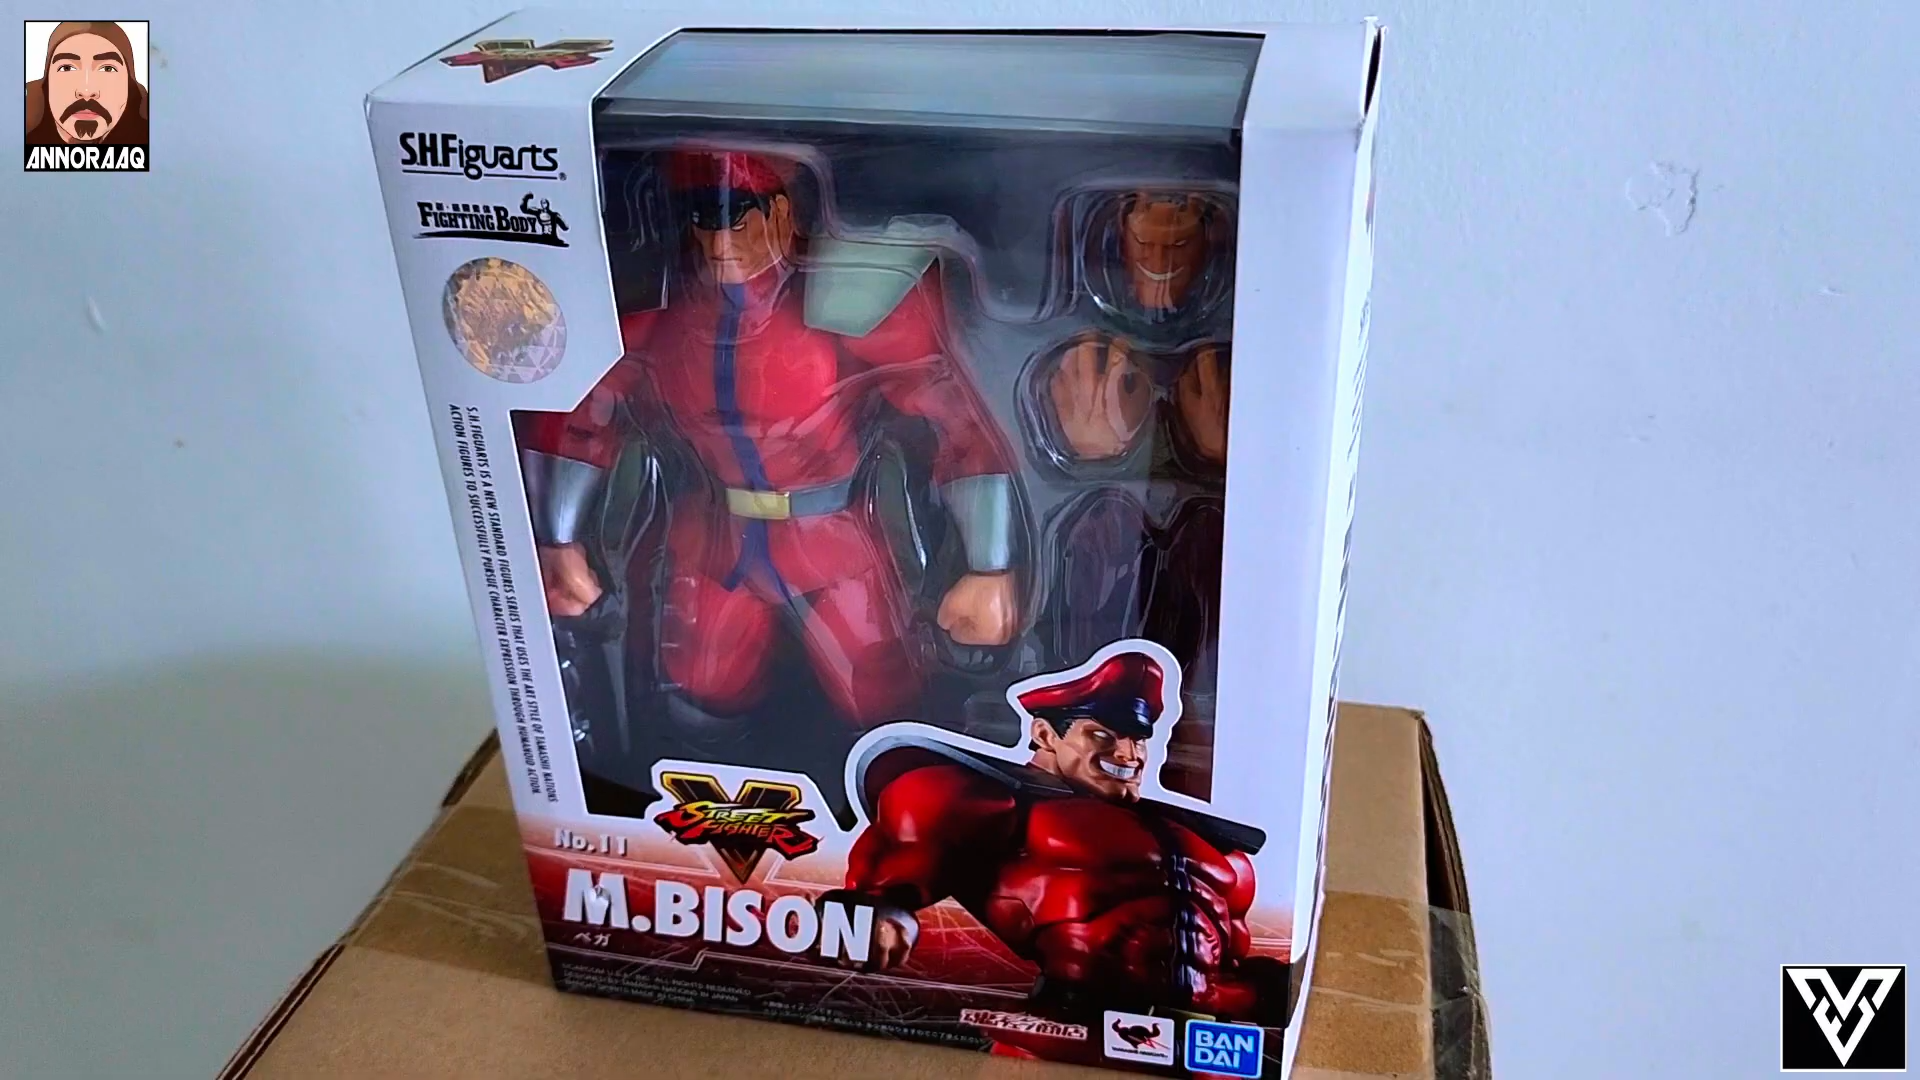 ANNORAAQ
S.H.Figuarts
FIGHTING BODY
S.H.FIGUARTS IS A NEW STANDARD FIGURES SERIES THAT USES THE ART STYLE OF TAMASHII NATIONS
ACTION FIGURES TO SUCCESSFULLY PURSUE CHARACTER EXPRESSION THROUGH HUMANOID ACTION.
STREET
FIGHTER
V
No.11
M.BISON
ベガ
BAN
DAI